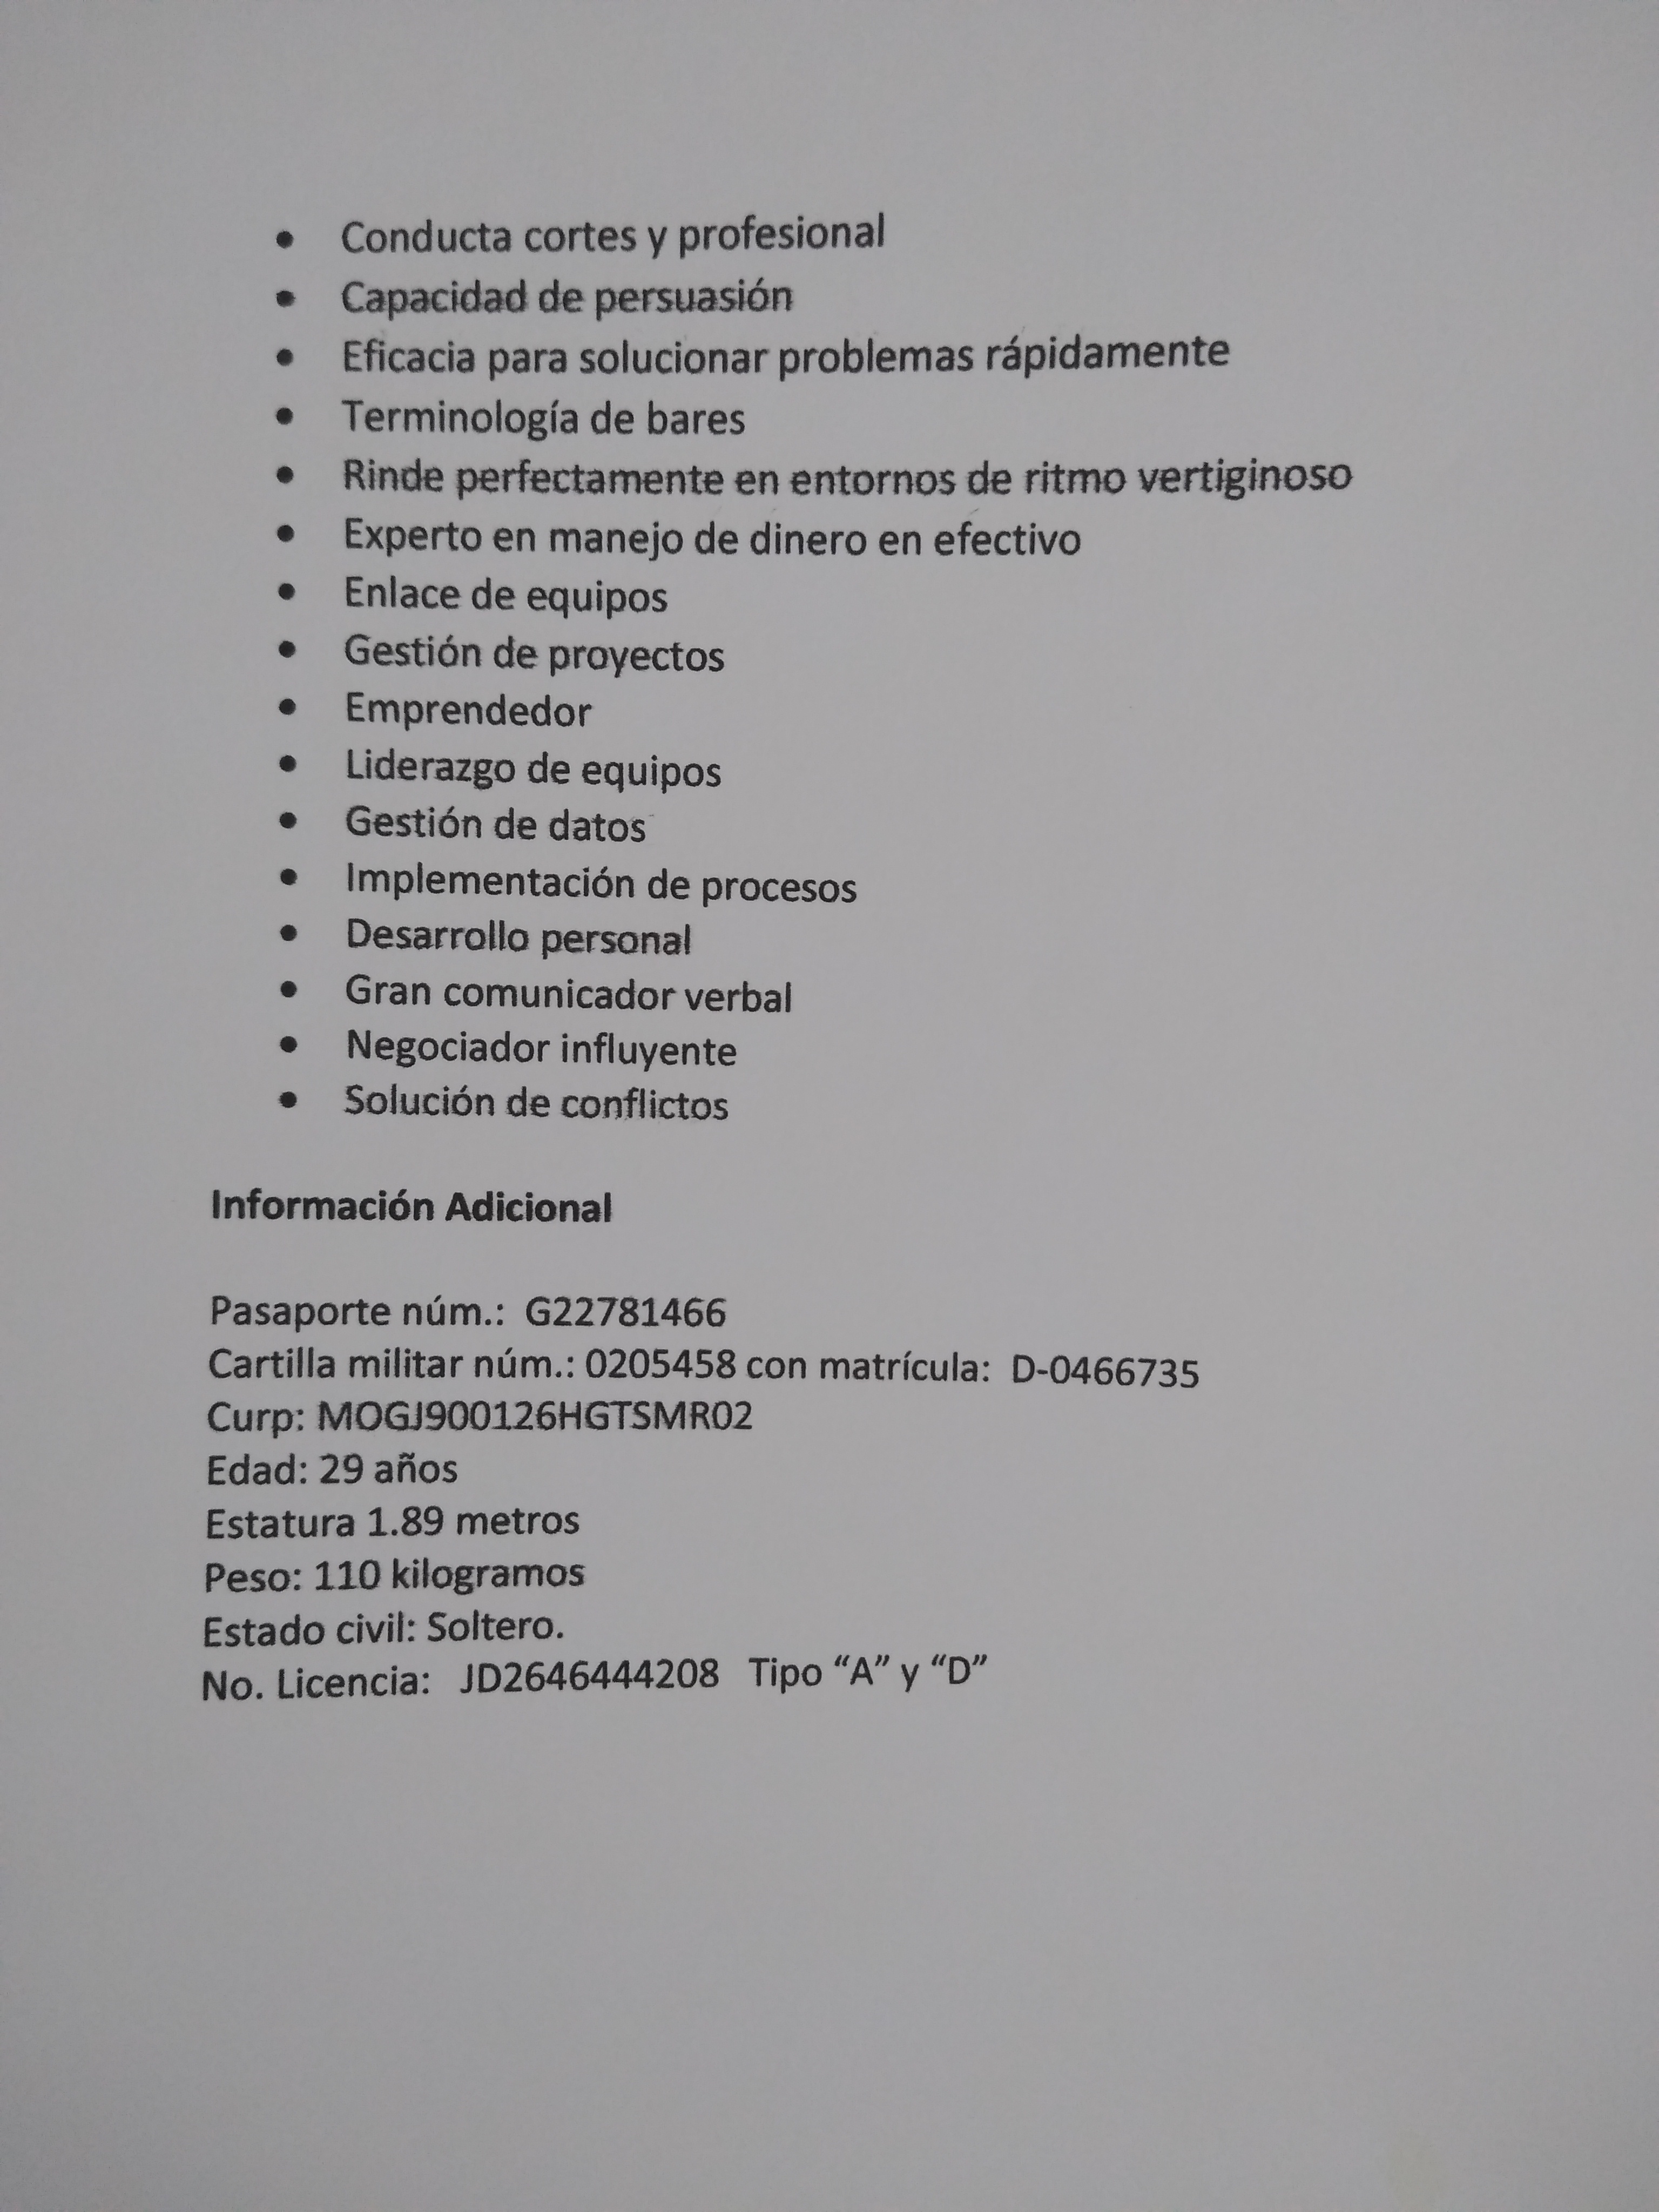 • Conducta cortes y profesional
• Capacidad de persuasión
• Eficacia para solucionar problemas rápidamente
• Terminología de bares
• Rinde perfectamente en entornos de ritmo vertiginoso
• Experto en manejo de dinero en efectivo
• Enlace de equipos
• Gestión de proyectos
• Emprendedor
• Liderazgo de equipos
• Gestión de datos
• Implementación de procesos
• Desarrollo personal
• Gran comunicador verbal
• Negociador influyente
• Solución de conflictos
Información Adicional
Pasaporte núm.: G22781466
Cartilla militar núm.: 0205458 con matrícula: D-0466735
Curp: MOGJ900126HGTSMR02
Edad: 29 años
Estatura 1.89 metros
Peso: 110 kilogramos
Estado civil: Soltero.
No. Licencia: JD2646444208 Tipo “A” y “D”